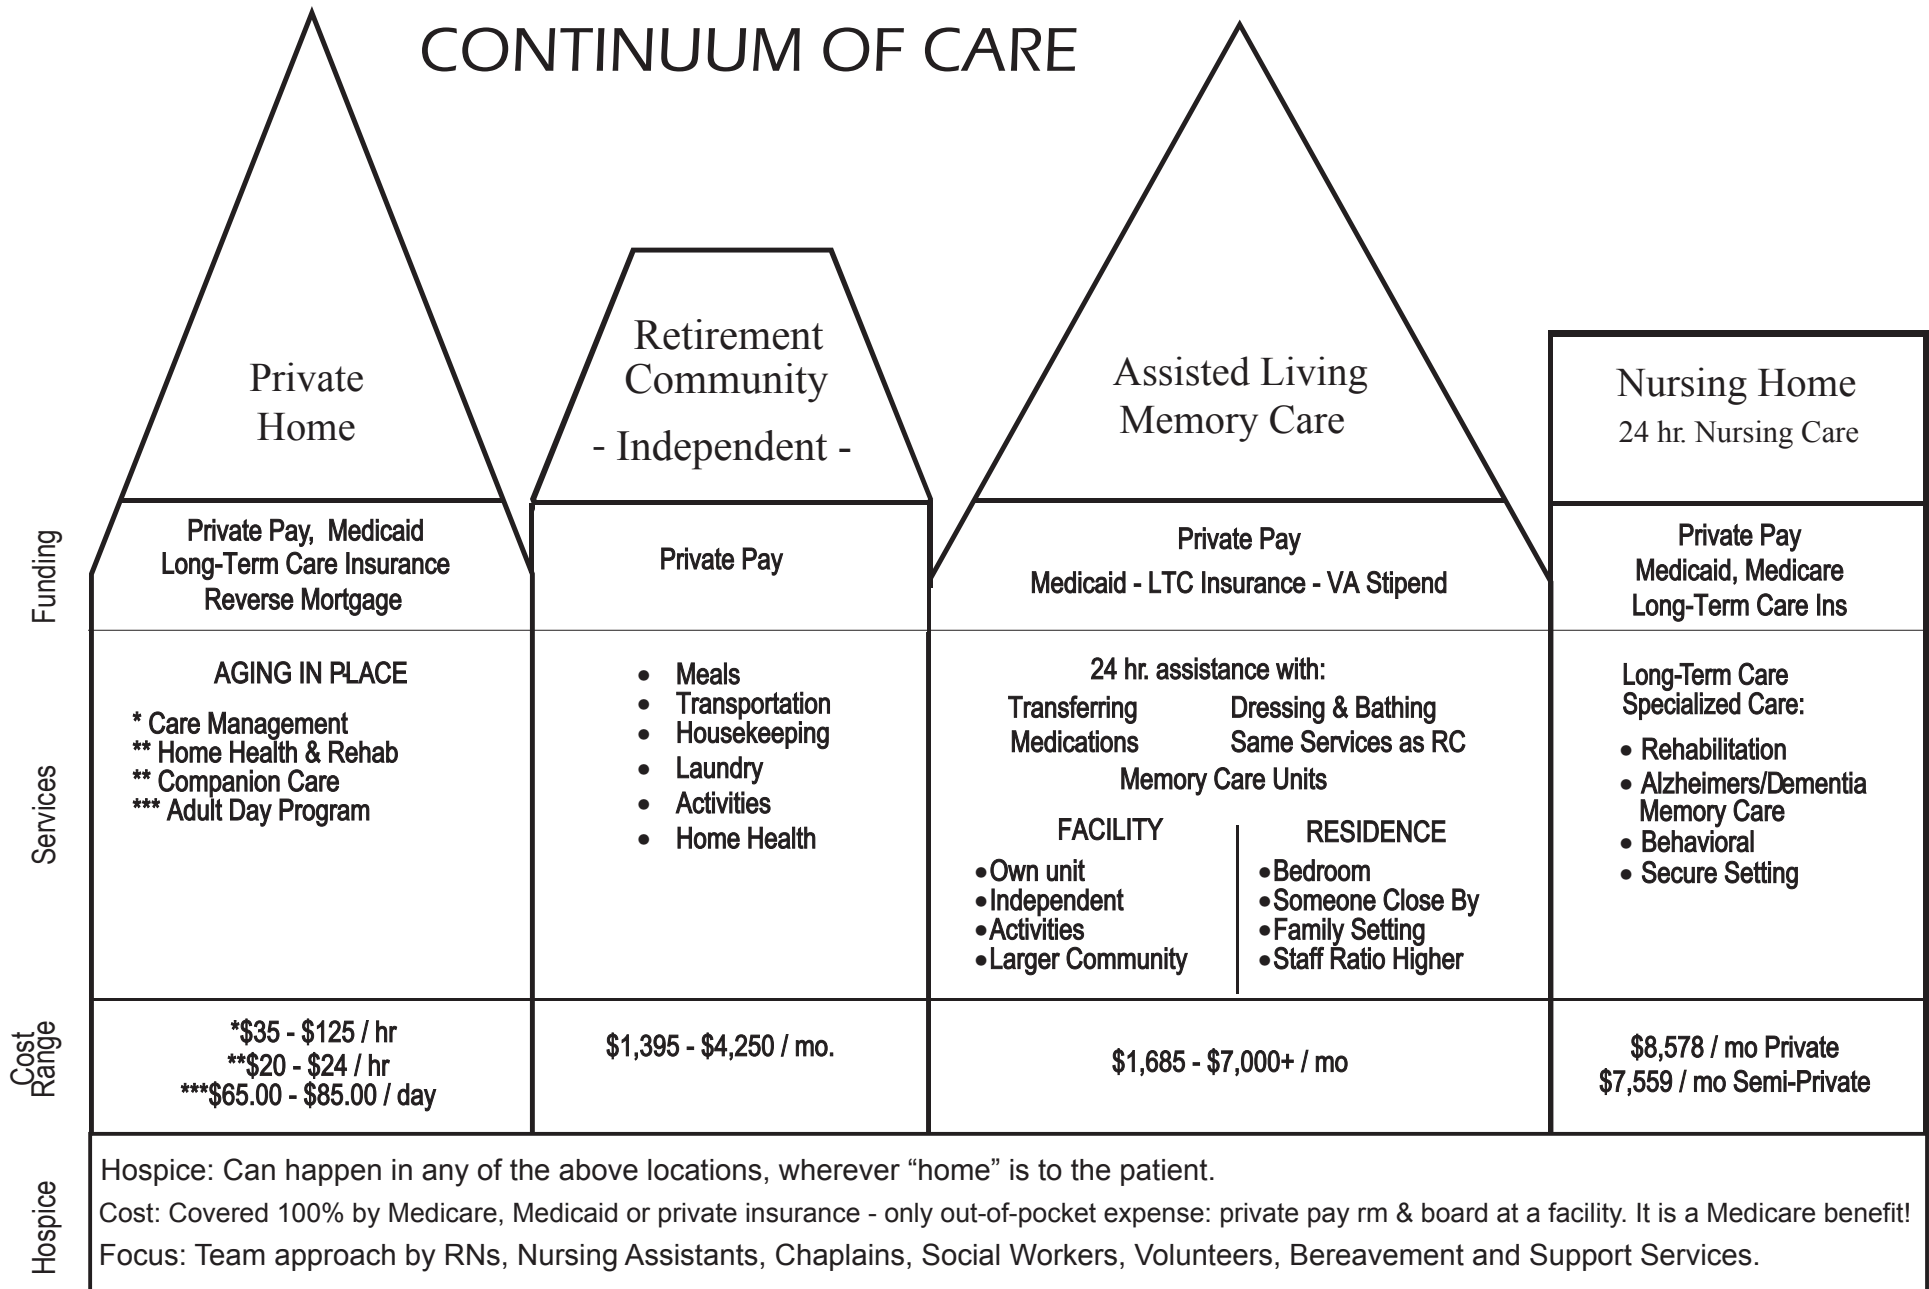 CONTINUUM OF CARE
Private
Home
Retirement
Community
- Independent -
Assisted Living
Memory Care
Nursing Home
24 hr. Nursing Care
Funding
Private Pay, Medicaid
Long-Term Care Insurance
Reverse Mortgage
Private Pay
Private Pay
Medicaid - LTC Insurance - VA Stipend
Private Pay
Medicaid, Medicare
Long-Term Care Ins
Services
AGING IN PLACE
* Care Management
** Home Health & Rehab
** Companion Care
*** Adult Day Program
• Meals
• Transportation
• Housekeeping
• Laundry
• Activities
• Home Health
24 hr. assistance with:
Transferring Dressing & Bathing
Medications Same Services as RC
Memory Care Units
FACILITY
• Own unit
• Independent
• Activities
• Larger Community
RESIDENCE
• Bedroom
• Someone Close By
• Family Setting
• Staff Ratio Higher
Long-Term Care
Specialized Care:
• Rehabilitation
• Alzheimers/Dementia
Memory Care
• Behavioral
• Secure Setting
Cost
Range
*$35 - $125 / hr
**$20 - $24 / hr
***$65.00 - $85.00 / day
$1,395 - $4,250 / mo.
$1,685 - $7,000+ / mo
$8,578 / mo Private
$7,559 / mo Semi-Private
Hospice
Hospice: Can happen in any of the above locations, wherever “home” is to the patient.
Cost: Covered 100% by Medicare, Medicaid or private insurance - only out-of-pocket expense: private pay rm & board at a facility. It is a Medicare benefit!
Focus: Team approach by RNs, Nursing Assistants, Chaplains, Social Workers, Volunteers, Bereavement and Support Services.